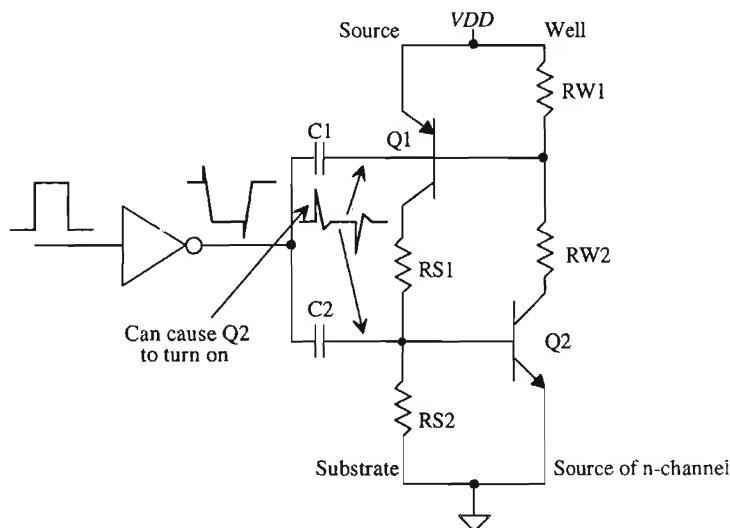 VDD
Source
Well
RW1
C1
Q1
RW2
RS1
C2
Can cause Q2
to turn on
Q2
RS2
Substrate
Source of n-channel